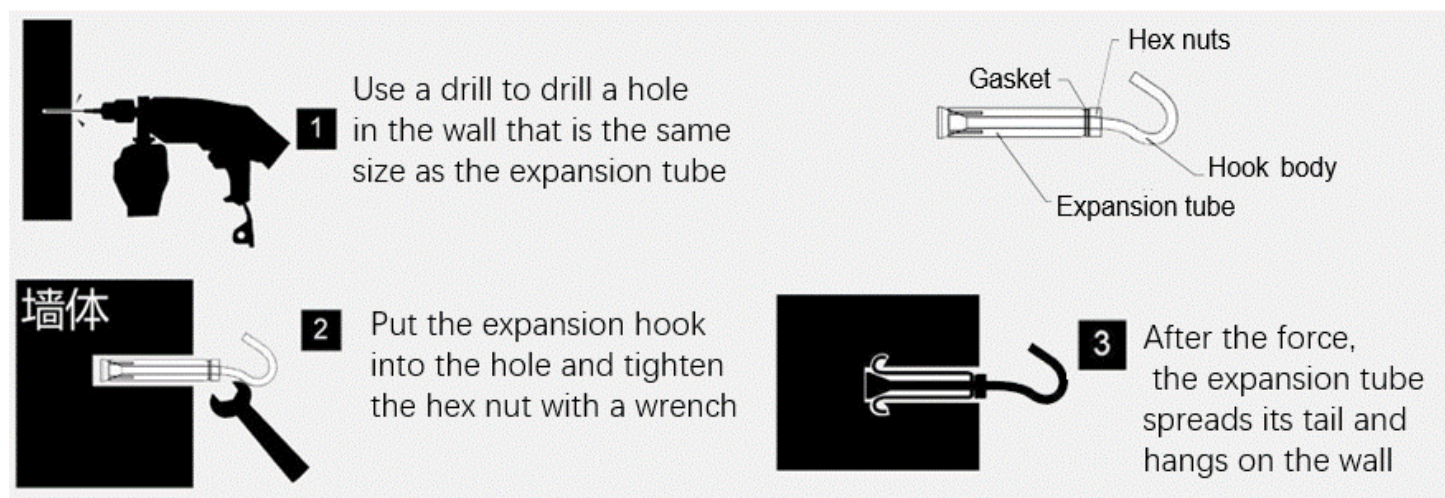 1
Use a drill to drill a hole
in the wall that is the same
size as the expansion tube
Hex nuts
Gasket
Hook body
Expansion tube
墙体
2
Put the expansion hook
into the hole and tighten
the hex nut with a wrench
3
After the force,
the expansion tube
spreads its tail and
hangs on the wall